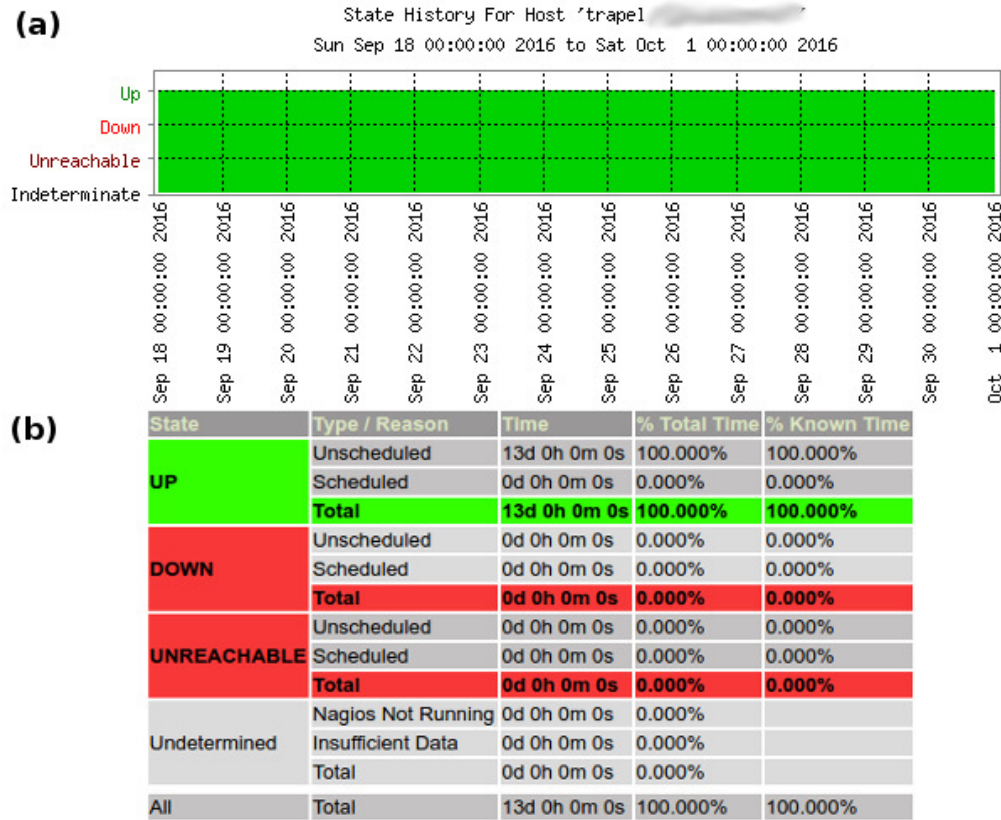 (a)
State History For Host 'trapel '
Sun Sep 18 00:00:00 2016 to Sat Oct 1 00:00:00 2016
Up
Down
Unreachable
Indeterminate
Sep 18 00:00:00 2016
Sep 19 00:00:00 2016
Sep 20 00:00:00 2016
Sep 21 00:00:00 2016
Sep 22 00:00:00 2016
Sep 23 00:00:00 2016
Sep 24 00:00:00 2016
Sep 25 00:00:00 2016
Sep 26 00:00:00 2016
Sep 27 00:00:00 2016
Sep 28 00:00:00 2016
Sep 29 00:00:00 2016
Sep 30 00:00:00 2016
Oct 1 00:00:00 2016
(b)
State Type / Reason Time % Total Time % Known Time
UP
Unscheduled 13d 0h 0m 0s 100.000% 100.000%
Scheduled 0d 0h 0m 0s 0.000% 0.000%
Total 13d 0h 0m 0s 100.000% 100.000%
DOWN
Unscheduled 0d 0h 0m 0s 0.000% 0.000%
Scheduled 0d 0h 0m 0s 0.000% 0.000%
Total 0d 0h 0m 0s 0.000% 0.000%
UNREACHABLE
Unscheduled 0d 0h 0m 0s 0.000% 0.000%
Scheduled 0d 0h 0m 0s 0.000% 0.000%
Total 0d 0h 0m 0s 0.000% 0.000%
Undetermined
Nagios Not Running 0d 0h 0m 0s 0.000%
Insufficient Data 0d 0h 0m 0s 0.000%
Total 0d 0h 0m 0s 0.000%
All Total 13d 0h 0m 0s 100.000% 100.000%